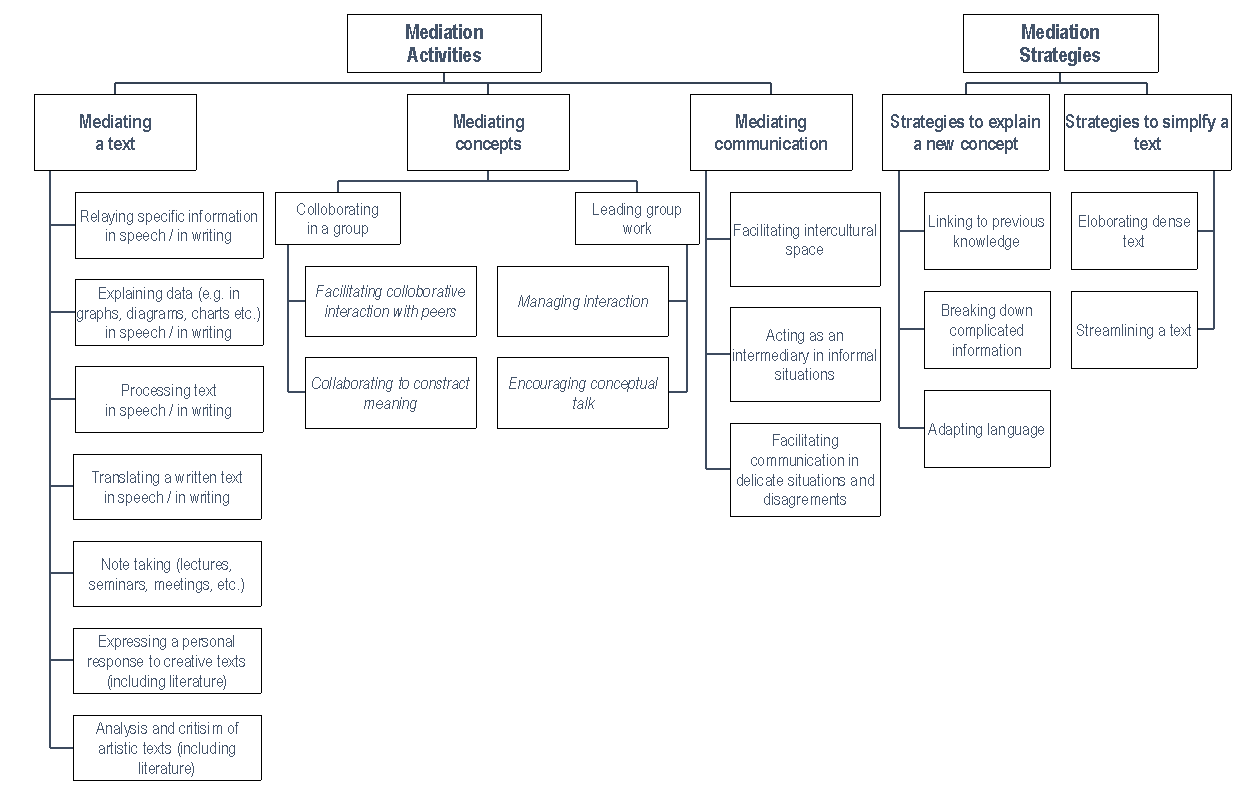 Mediation
Activities
Mediation
Strategies
Mediating
a text
Mediating
concepts
Mediating
communication
Strategies to explain
a new concept
Strategies to simplfy a
text
Relaying specific information
in speech / in writing
Explaining data (e.g. in
graphs, diagrams, charts etc.)
in speech / in writing
Processing text
in speech / in writing
Translating a written text
in speech / in writing
Note taking (lectures,
seminars, meetings, etc.)
Expressing a personal
response to creative texts
(including literature)
Analysis and critisim of
artistic texts (including
literature)
Colloborating
in a group
Facilitating colloborative
interaction with peers
Collaborating to constract
meaning
Leading group
work
Managing interaction
Encouraging conceptual
talk
Facilitating intercultural
space
Acting as an
intermediary in informal
situations
Facilitating
communication in
delicate situations and
disagrements
Linking to previous
knowledge
Breaking down
complicated
information
Adapting language
Eloborating dense
text
Streamlining a text